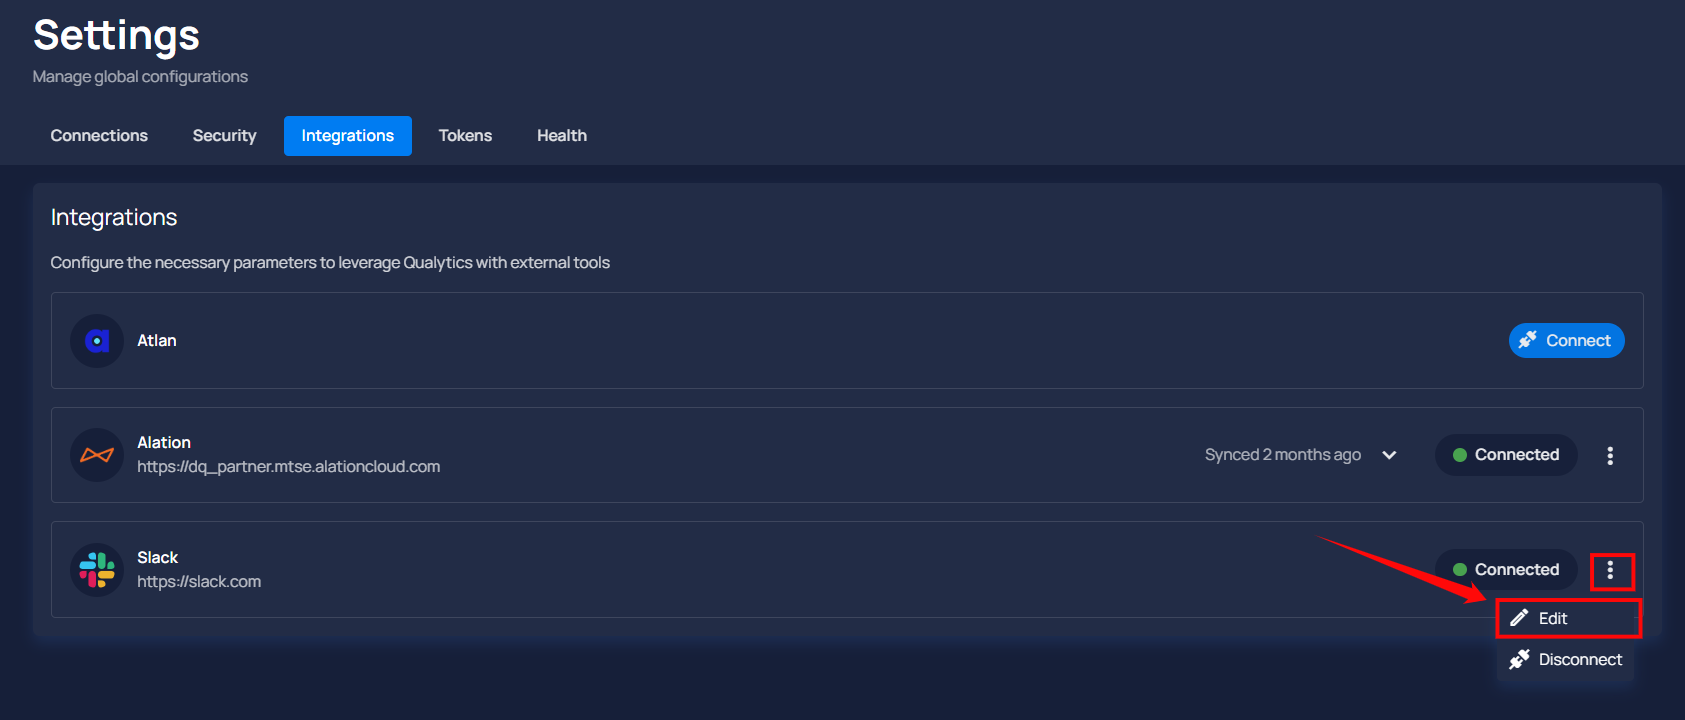 Settings
Manage global configurations
Connections Security Integrations Tokens Health
Integrations
Configure the necessary parameters to leverage Qualytics with external tools
Atlan
Connect
Alation
https://dq_partner.mtse.alationcloud.com
Synced 2 months ago
Connected
Slack
https://slack.com
Connected
Edit
Disconnect